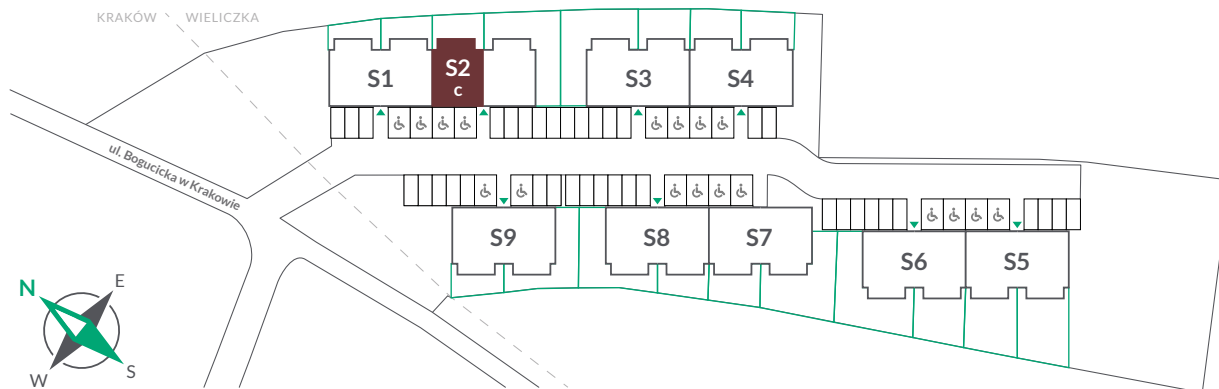 KRAKÓW WIELICZKA
S1
S2
C
S3
S4
ul. Bogucicka w Krakowie
S9
S8
S7
S6
S5
N
E
W
S